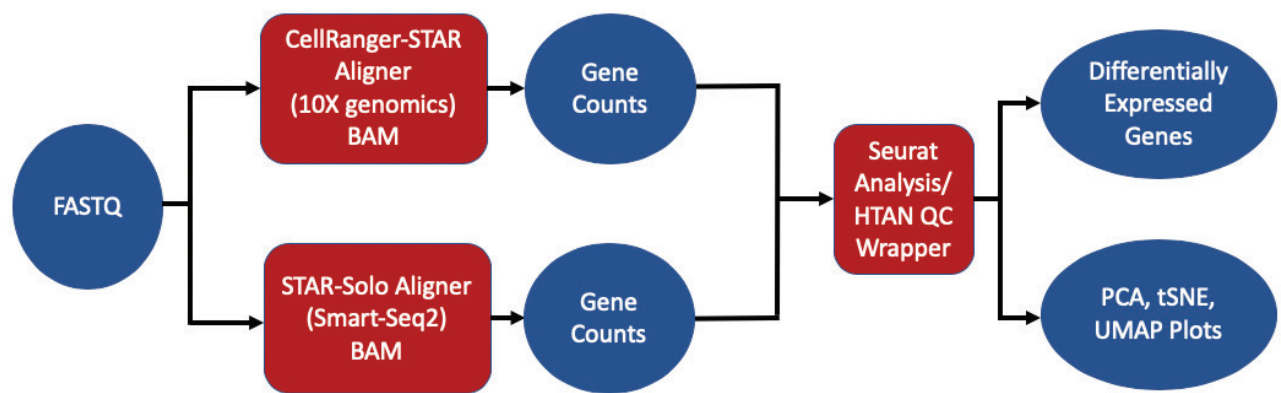 FASTQ
CellRanger-STAR
Aligner
(10X genomics)
BAM
Gene
Counts
STAR-Solo Aligner
(Smart-Seq2)
BAM
Gene
Counts
Seurat
Analysis/
HTAN QC
Wrapper
Differentially
Expressed
Genes
PCA, tSNE,
UMAP Plots